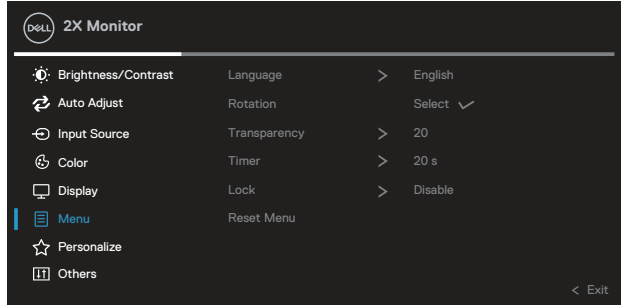 DELL 2X Monitor
Brightness/Contrast Language > English
Auto Adjust Rotation Select
Input Source Transparency > 20
Color Timer > 20 s
Display Lock > Disable
Menu Reset Menu
Personalize
Others
< Exit